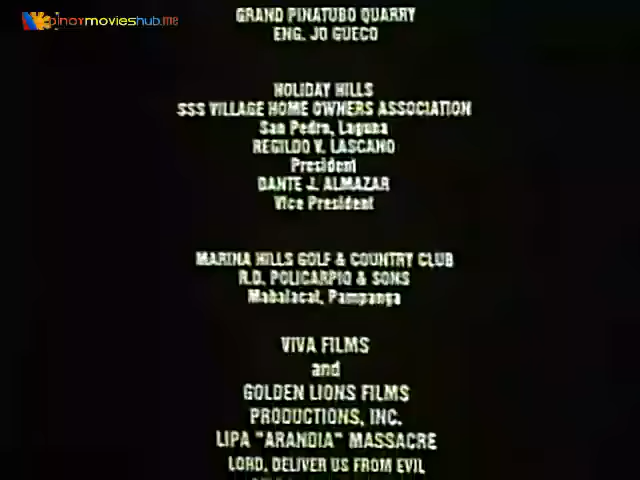 pinoymovieshub.me
GRAND PINATUBO QUARRY
ENG. JO GUECO
HOLIDAY HILLS
SSS VILLAGE HOME OWNERS ASSOCIATION
San Pedro, Laguna
REGILDO V. LASCANO
President
DANTE J. ALMAZAR
Vice President
MARINA HILLS GOLF & COUNTRY CLUB
R.D. POLICARPIO & SONS
Mabalacat, Pampanga
VIVA FILMS
and
GOLDEN LIONS FILMS
PRODUCTIONS, INC.
LIPA "ARANDIA" MASSACRE
LORD, DELIVER US FROM EVIL